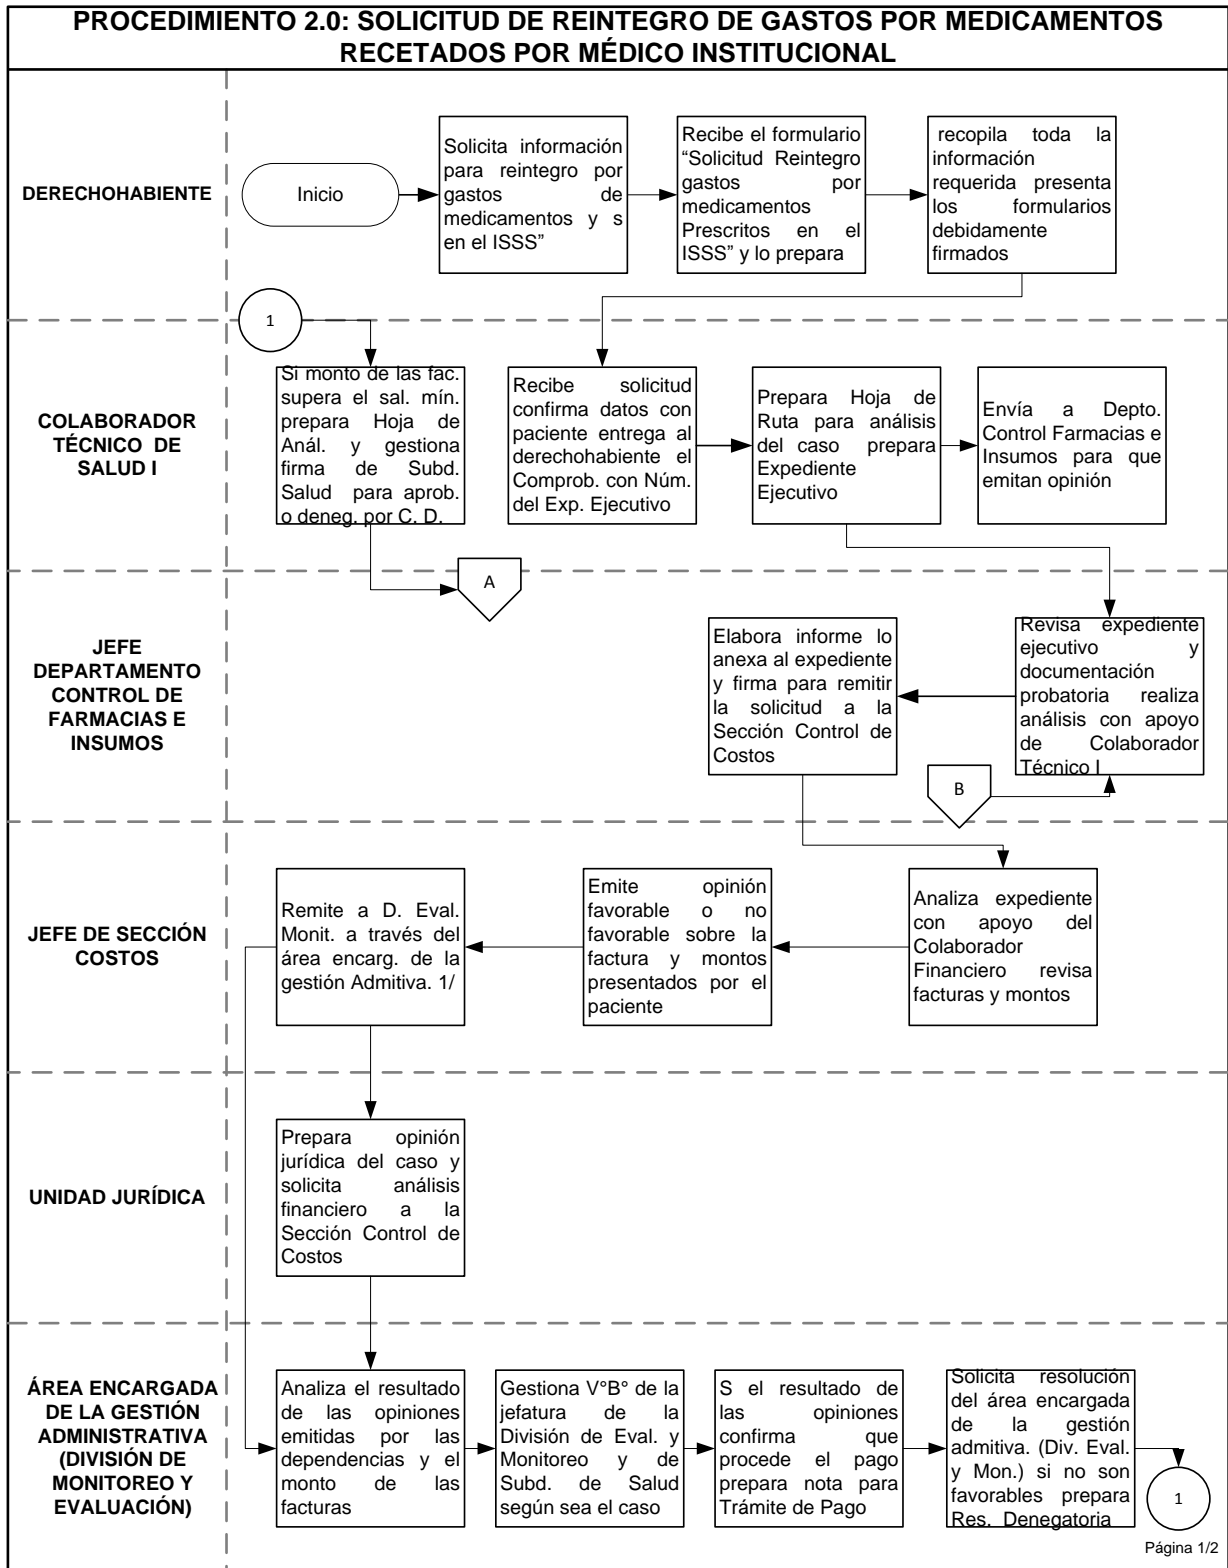 PROCEDIMIENTO 2.0: SOLICITUD DE REINTEGRO DE GASTOS POR MEDICAMENTOS
RECETADOS POR MÉDICO INSTITUCIONAL
DERECHOHABIENTE
Inicio
Solicita información
para reintegro por
gastos de
medicamentos y s
en el ISSS”
Recibe el formulario
“Solicitud Reintegro
gastos por
medicamentos
Prescritos en el
ISSS” y lo prepara
recopila toda la
información
requerida presenta
los formularios
debidamente
firmados
COLABORADOR
TÉCNICO DE
SALUD I
1
Si monto de las fac.
supera el sal. mín.
prepara Hoja de
Anál. y gestiona
firma de Subd.
Salud para aprob.
o deneg. por C. D.
Recibe solicitud
confirma datos con
paciente entrega al
derechohabiente el
Comprob. con Núm.
del Exp. Ejecutivo
Prepara Hoja de
Ruta para análisis
del caso prepara
Expediente
Ejecutivo
Envía a Depto.
Control Farmacias e
Insumos para que
emitan opinión
A
JEFE
DEPARTAMENTO
CONTROL DE
FARMACIAS E
INSUMOS
Elabora informe lo
anexa al expediente
y firma para remitir
la solicitud a la
Sección Control de
Costos
Revisa expediente
ejecutivo y
documentación
probatoria realiza
análisis con apoyo
de Colaborador
Técnico I
B
JEFE DE SECCIÓN
COSTOS
Remite a D. Eval.
Monit. a través del
área encarg. de la
gestión Admitiva. 1/
Emite opinión
favorable o no
favorable sobre la
factura y montos
presentados por el
paciente
Analiza expediente
con apoyo del
Colaborador
Financiero revisa
facturas y montos
UNIDAD JURÍDICA
Prepara opinión
jurídica del caso y
solicita análisis
financiero a la
Sección Control de
Costos
ÁREA ENCARGADA
DE LA GESTIÓN
ADMINISTRATIVA
(DIVISIÓN DE
MONITOREO Y
EVALUACIÓN)
Analiza el resultado
de las opiniones
emitidas por las
dependencias y el
monto de las
facturas
Gestiona V°B° de la
jefatura de la
División de Eval. y
Monitoreo y de
Subd. de Salud
según sea el caso
S el resultado de
las opiniones
confirma que
procede el pago
prepara nota para
Trámite de Pago
Solicita resolución
del área encargada
de la gestión
admitiva. (Div. Eval.
y Mon.) si no son
favorables prepara
Res. Denegatoria
1
Página 1/2